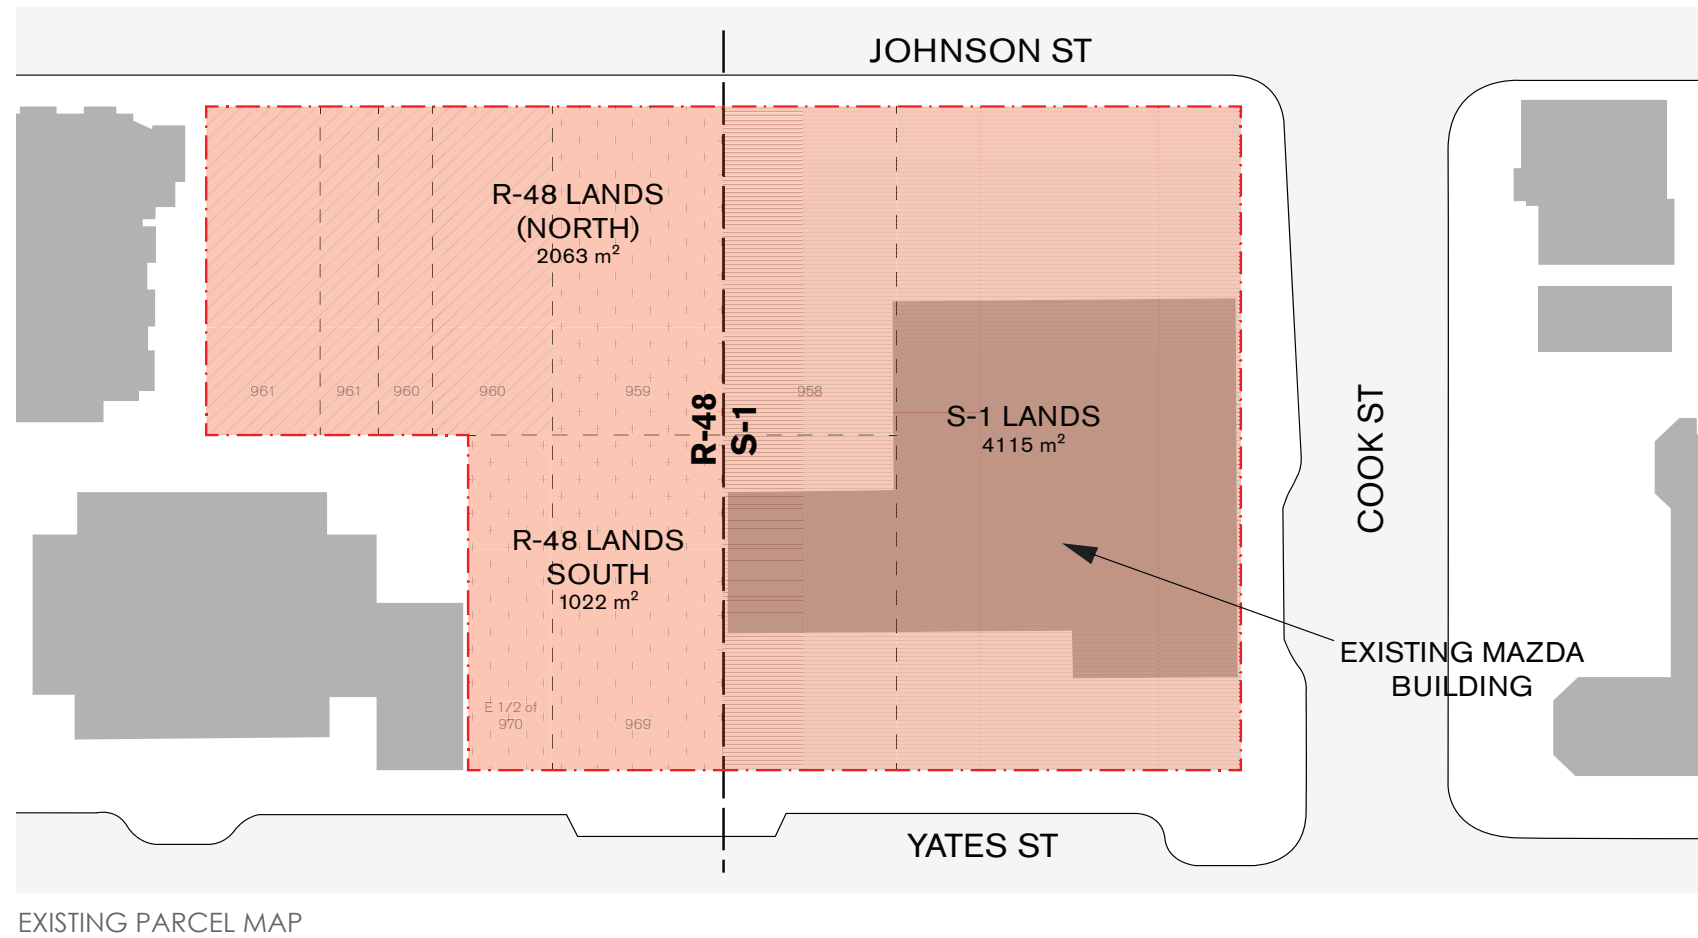 JOHNSON ST
R-48 LANDS
(NORTH)
2063 m²
961
961
960
960
959
958
R-48
S-1
S-1 LANDS
4115 m²
COOK ST
R-48 LANDS
SOUTH
1022 m²
EXISTING MAZDA
BUILDING
E 1/2 of
970
969
YATES ST
EXISTING PARCEL MAP